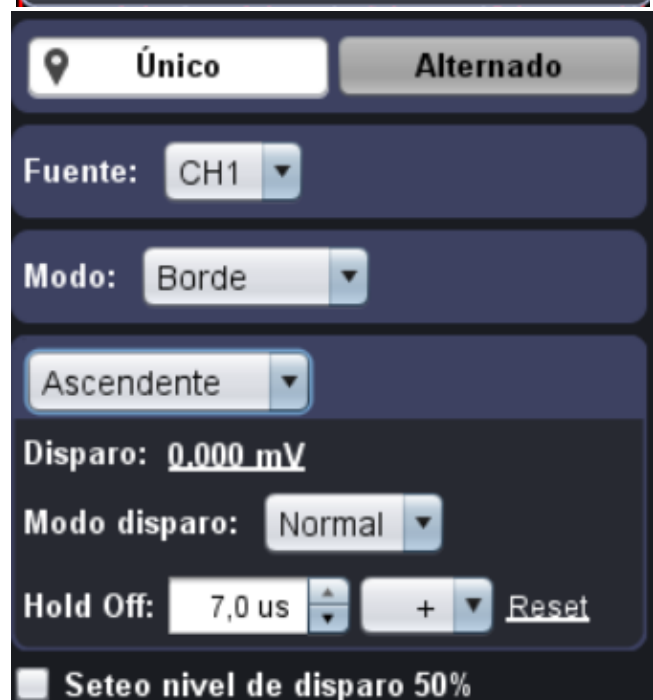 Único Alternado
Fuente: CH1
Modo: Borde
Ascendente
Disparo: 0.000 mV
Modo disparo: Normal
Hold Off: 7,0 us + Reset
Seteo nivel de disparo 50%